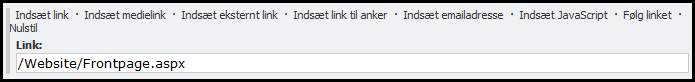 Indsæt link · Indsæt medielink · Indsæt eksternt link · Indsæt link til anker · Indsæt emailadresse · Indsæt JavaScript · Følg linket ·
Nulstil
Link:
/Website/Frontpage.aspx